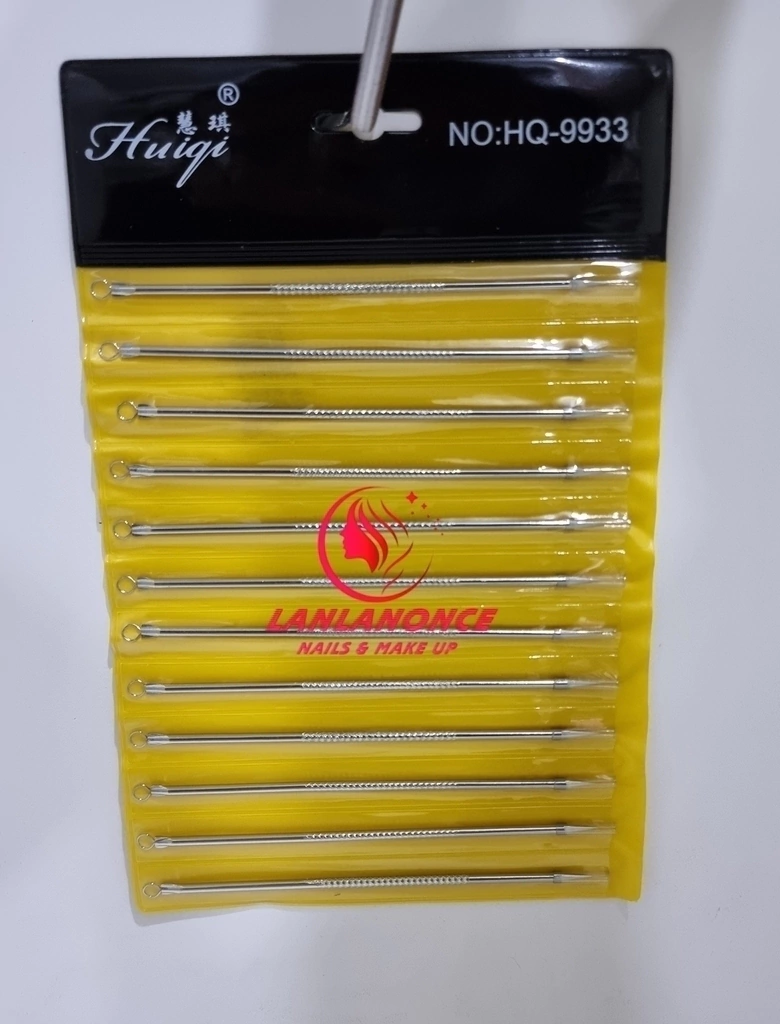 慧琪®
Huiqi
NO:HQ-9933
LANLANONCE
NAILS & MAKE UP